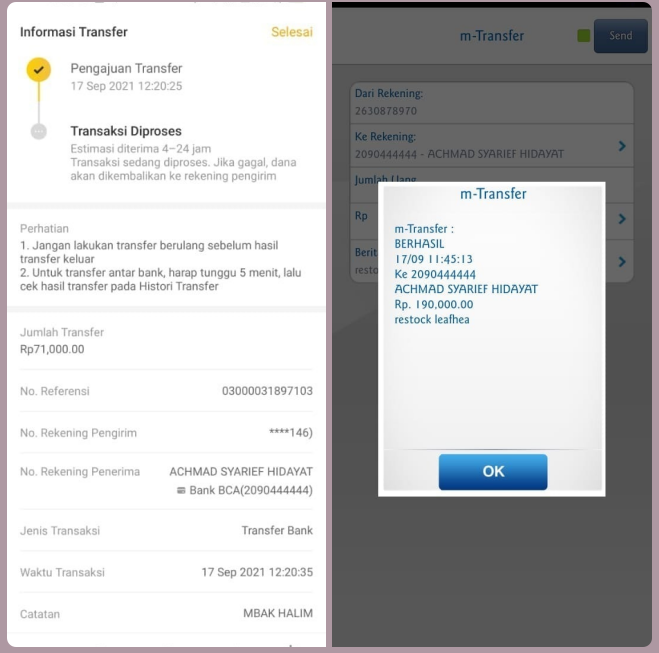 Informasi Transfer
Selesai
Pengajuan Transfer
17 Sep 2021 12:20:25
Transaksi Diproses
Estimasi diterima 4–24 jam
Transaksi sedang diproses. Jika gagal, dana
akan dikembalikan ke rekening pengirim
Perhatian
1. Jangan lakukan transfer berulang sebelum hasil
transfer keluar
2. Untuk transfer antar bank, harap tunggu 5 menit, lalu
cek hasil transfer pada Histori Transfer
Jumlah Transfer
Rp71,000.00
No. Referensi
03000031897103
No. Rekening Pengirim
****146)
No. Rekening Penerima
ACHMAD SYARIEF HIDAYAT
Bank BCA(2090444444)
Jenis Transaksi
Transfer Bank
Waktu Transaksi
17 Sep 2021 12:20:35
Catatan
MBAK HALIM
m-Transfer
Send
Dari Rekening:
2630878970
Ke Rekening:
2090444444 - ACHMAD SYARIEF HIDAYAT
Jumlah Uang
Rp
Berit
resto
m-Transfer
m-Transfer :
BERHASIL
17/09 11:45:13
Ke 2090444444
ACHMAD SYARIEF HIDAYAT
Rp. 190,000.00
restock leafhea
OK